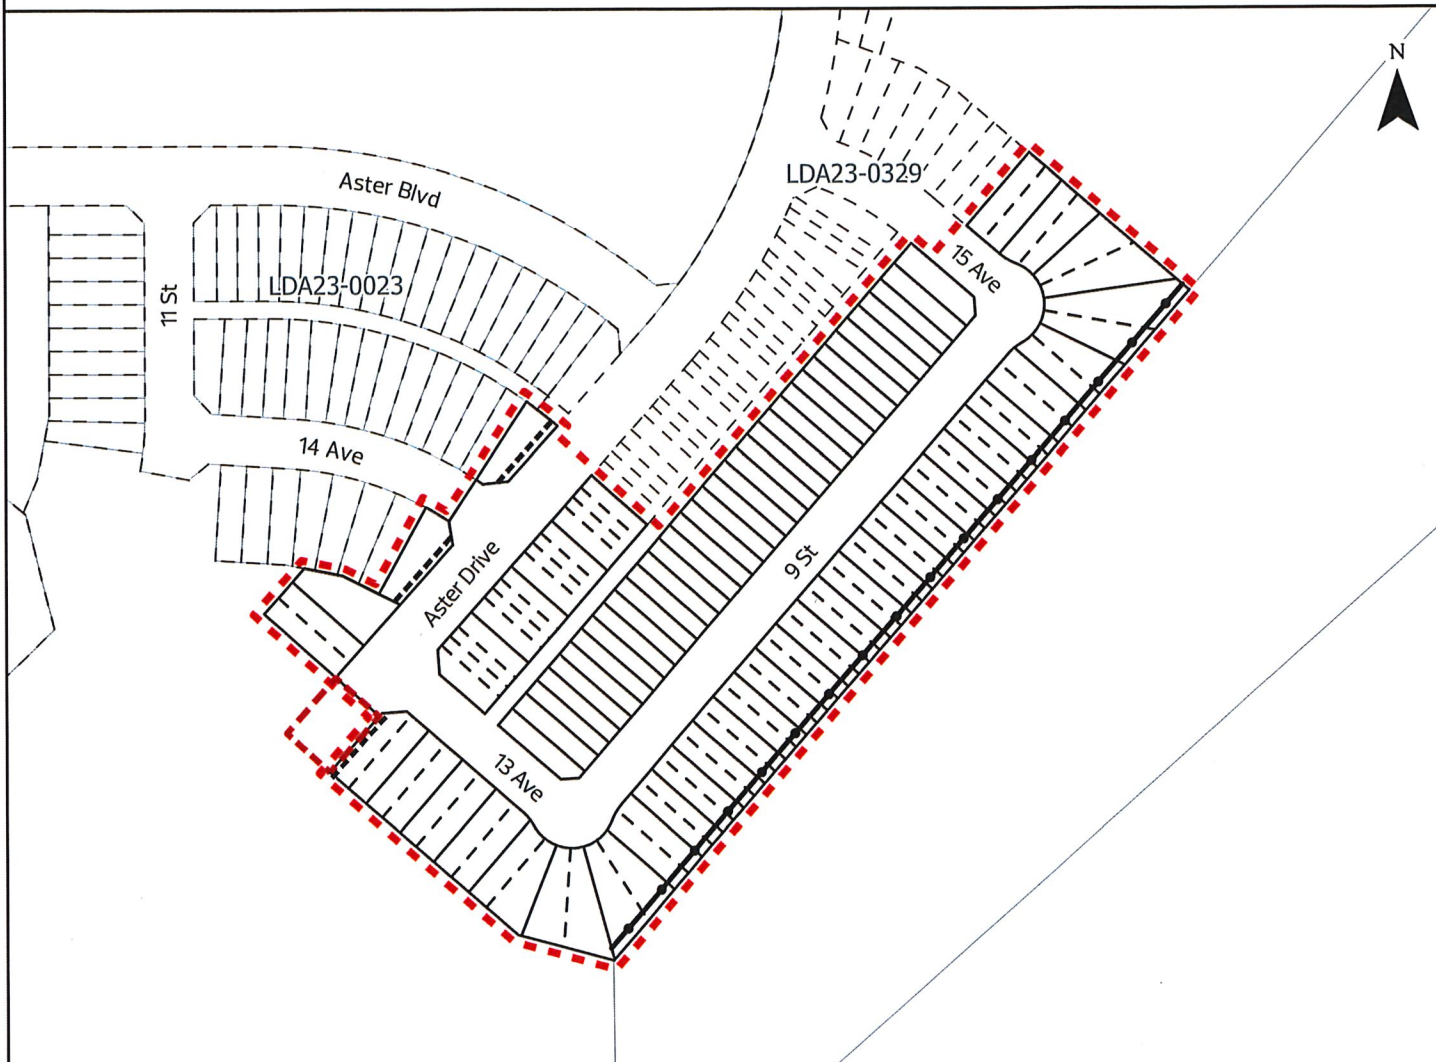 N
LDA23-0329
Aster Blvd
15 Ave
LDA23-0023
11 St
14 Ave
Aster Drive
9 St
13 Ave